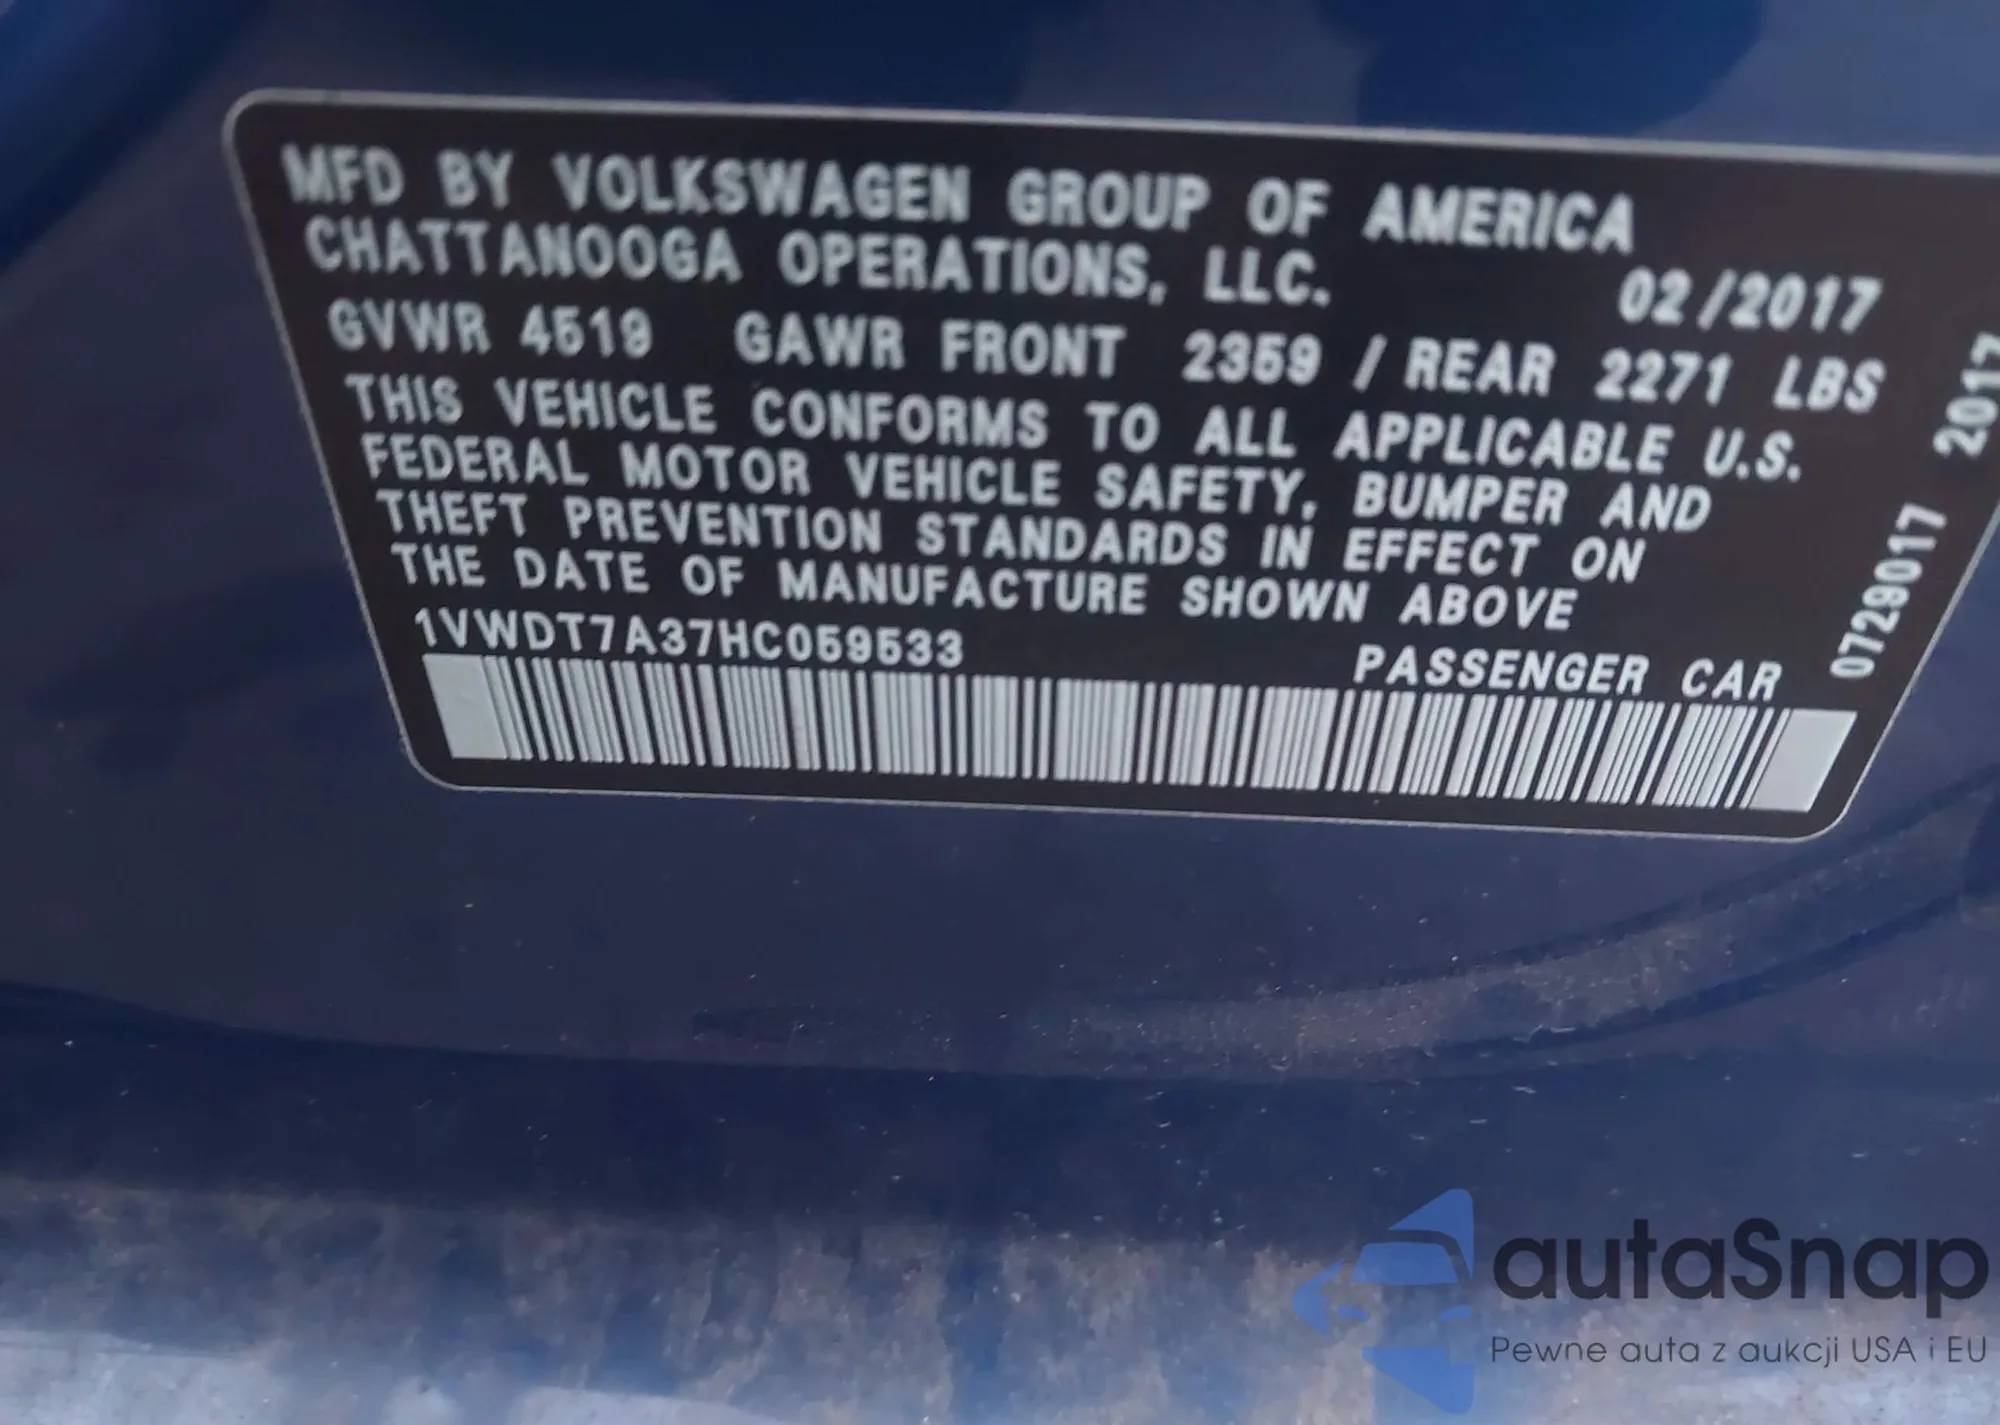 MFD BY VOLKSWAGEN GROUP OF AMERICA
CHATTANOOGA OPERATIONS, LLC.
02/2017
GVWR 4519 GAWR FRONT 2359 / REAR 2271 LBS
THIS VEHICLE CONFORMS TO ALL APPLICABLE U.S.
FEDERAL MOTOR VEHICLE SAFETY, BUMPER AND
THEFT PREVENTION STANDARDS IN EFFECT ON
THE DATE OF MANUFACTURE SHOWN ABOVE
1VWDT7A37HC059533
PASSENGER CAR
0729017 2017
autaSnap
Pewne auta z aukcji USA i EU